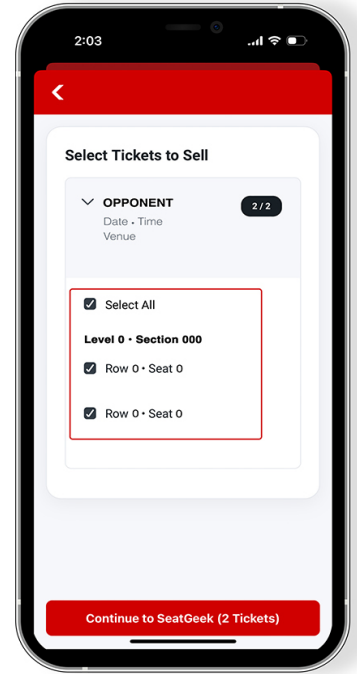 2:03
Select Tickets to Sell
OPPONENT
2/2
Date • Time
Venue
Select All
Level 0 • Section 000
Row 0 • Seat 0
Row 0 • Seat 0
Continue to SeatGeek (2 Tickets)